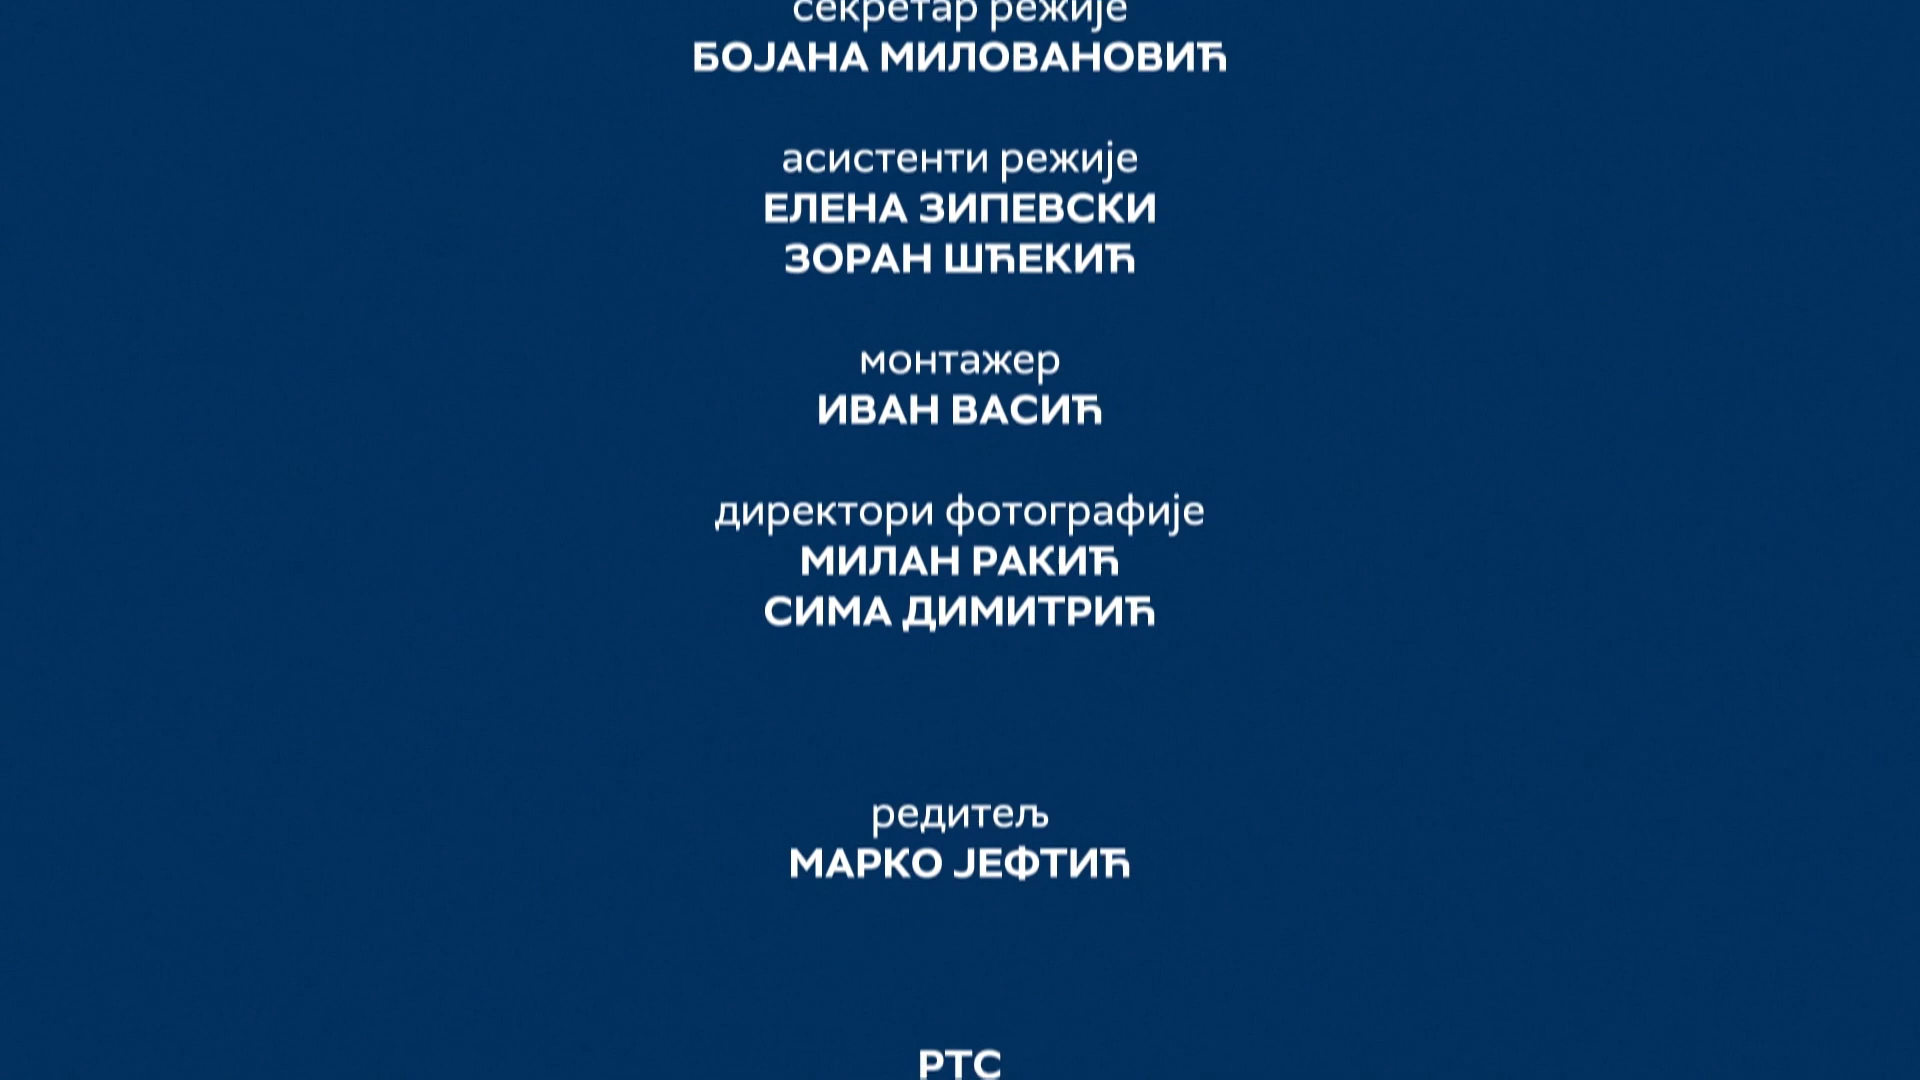 секретар режије
БОЈАНА МИЛОВАНОВИЋ
асистенти режије
ЕЛЕНА ЗИПЕВСКИ
ЗОРАН ШЋЕКИЋ
монтажер
ИВАН ВАСИЋ
директори фотографије
МИЛАН РАКИЋ
СИМА ДИМИТРИЋ
редитељ
МАРКО ЈЕФТИЋ
РТС